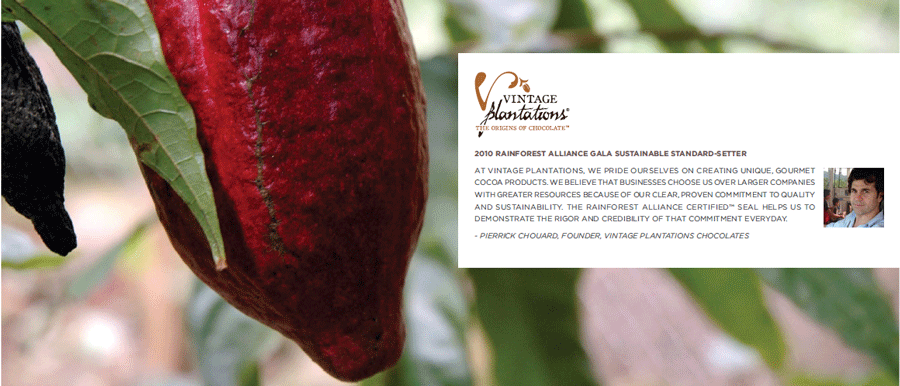 VINTAGE
plantations®
THE ORIGINS OF CHOCOLATE™
2010 RAINFOREST ALLIANCE GALA SUSTAINABLE STANDARD-SETTER
AT VINTAGE PLANTATIONS, WE PRIDE OURSELVES ON CREATING UNIQUE, GOURMET
COCOA PRODUCTS. WE BELIEVE THAT BUSINESSES CHOOSE US OVER LARGER COMPANIES
WITH GREATER RESOURCES BECAUSE OF OUR CLEAR, PROVEN COMMITMENT TO QUALITY
AND SUSTAINABILITY. THE RAINFOREST ALLIANCE CERTIFIED™ SEAL HELPS US TO
DEMONSTRATE THE RIGOR AND CREDIBILITY OF THAT COMMITMENT EVERYDAY.
- PIERRICK CHOUARD, FOUNDER, VINTAGE PLANTATIONS CHOCOLATES